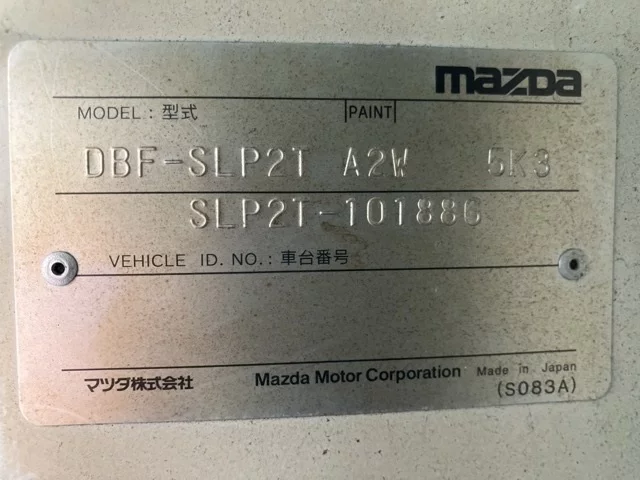 mazDa
MODEL : 型式 PAINT
DBF-SLP2T A2W 5K3
SLP2T-101886
VEHICLE ID. NO. : 車台番号
マツダ株式会社 Mazda Motor Corporation Made in Japan
(S083A)